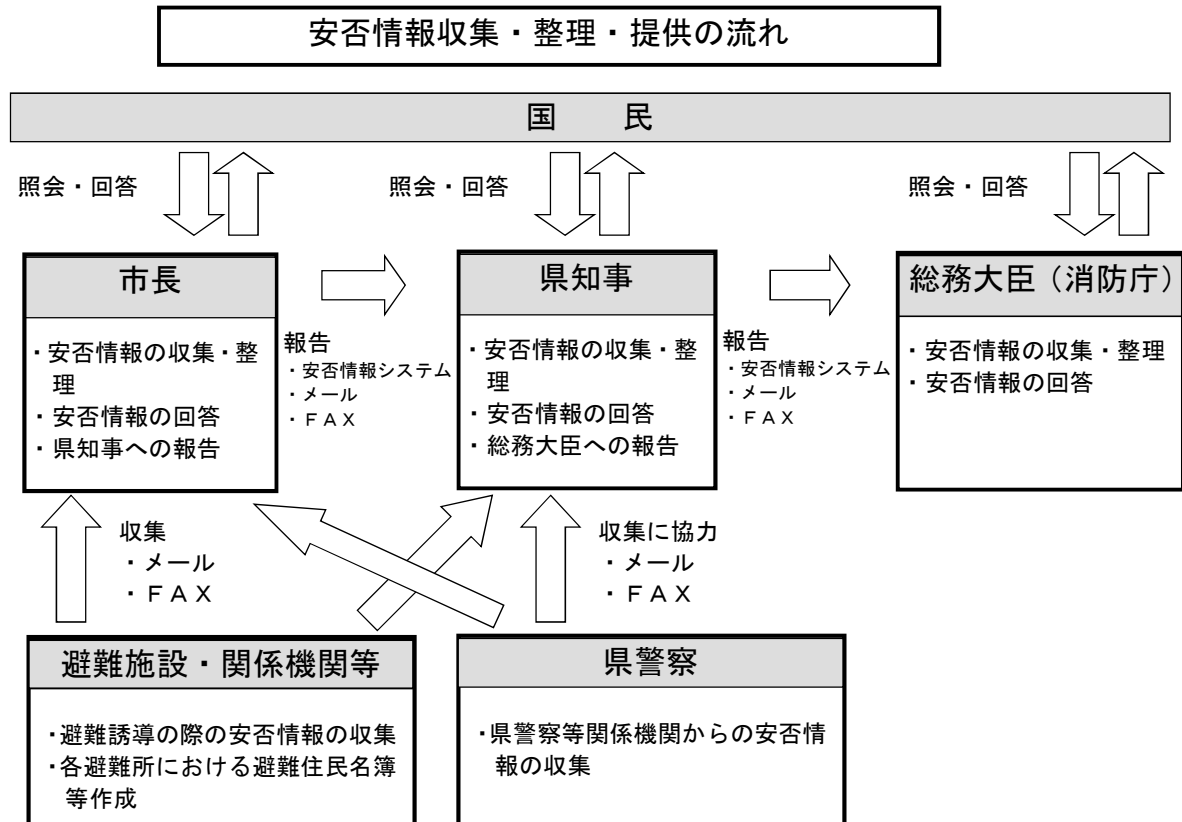 安否情報収集・整理・提供の流れ
国　　民
照会・回答
照会・回答
照会・回答
市長
・安否情報の収集・整
理
・安否情報の回答
・県知事への報告
報告
・安否情報システム
・メール
・ＦＡＸ
県知事
・安否情報の収集・整
理
・安否情報の回答
・総務大臣への報告
報告
・安否情報システム
・メール
・ＦＡＸ
総務大臣（消防庁）
・安否情報の収集・整理
・安否情報の回答
収集
・メール
・ＦＡＸ
収集に協力
・メール
・ＦＡＸ
避難施設・関係機関等
・避難誘導の際の安否情報の収集
・各避難所における避難住民名簿
等作成
県警察
・県警察等関係機関からの安否情
報の収集